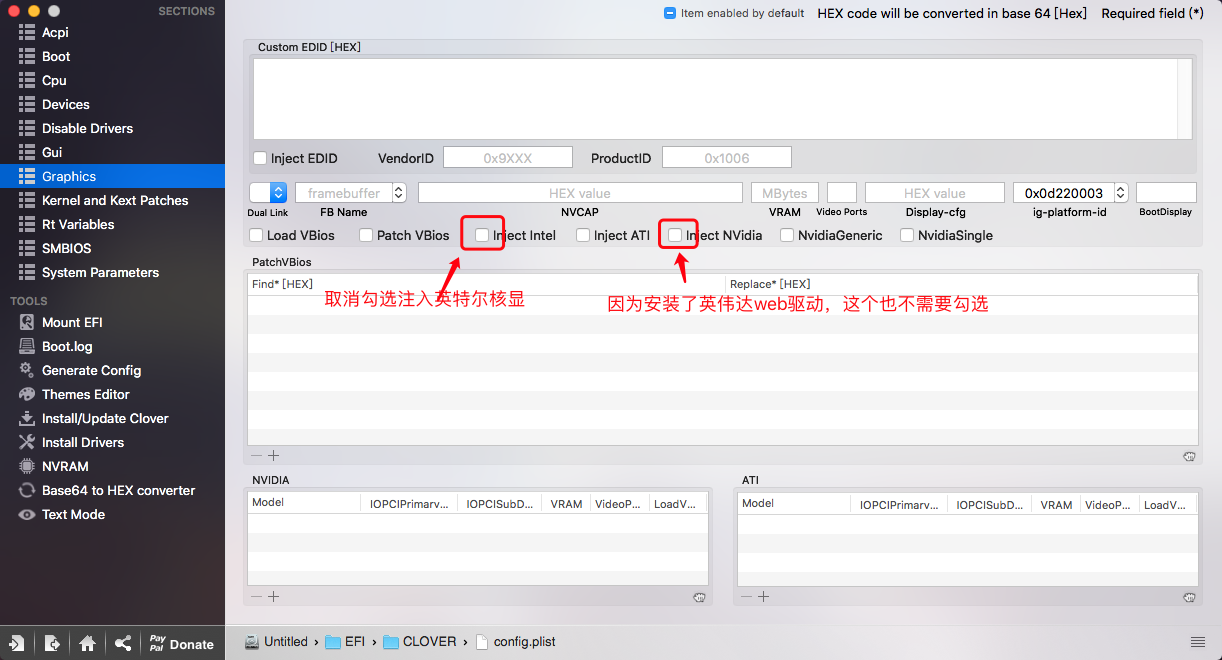 SECTIONS
Acpi
Boot
Cpu
Devices
Disable Drivers
Gui
Graphics
Kernel and Kext Patches
Rt Variables
SMBIOS
System Parameters
TOOLS
Mount EFI
Boot.log
Generate Config
Themes Editor
Install/Update Clover
Install Drivers
NVRAM
Base64 to HEX converter
Text Mode
Pay
Pal Donate
Item enabled by default HEX code will be converted in base 64 [Hex] Required field (*)
Custom EDID [HEX]
Inject EDID VendorID 0x9XXX ProductID 0x1006
framebuffer HEX value MBytes HEX value 0x0d220003
Dual Link FB Name NVCAP VRAM Video Ports Display-cfg ig-platform-id BootDisplay
Load VBios Patch VBios Inject Intel Inject ATI Inject NVidia NvidiaGeneric NvidiaSingle
PatchVBios
Find* [HEX] Replace* [HEX]
取消勾选注入英特尔核显
因为安装了英伟达web驱动，这个也不需要勾选
NVIDIA
Model IOPCIPrimarv... IOPCISubD... VRAM VideoP... LoadV...
ATI
Model IOPCIPrimarv... IOPCISubD... VRAM VideoP... LoadV...
Untitled › EFI › CLOVER › config.plist